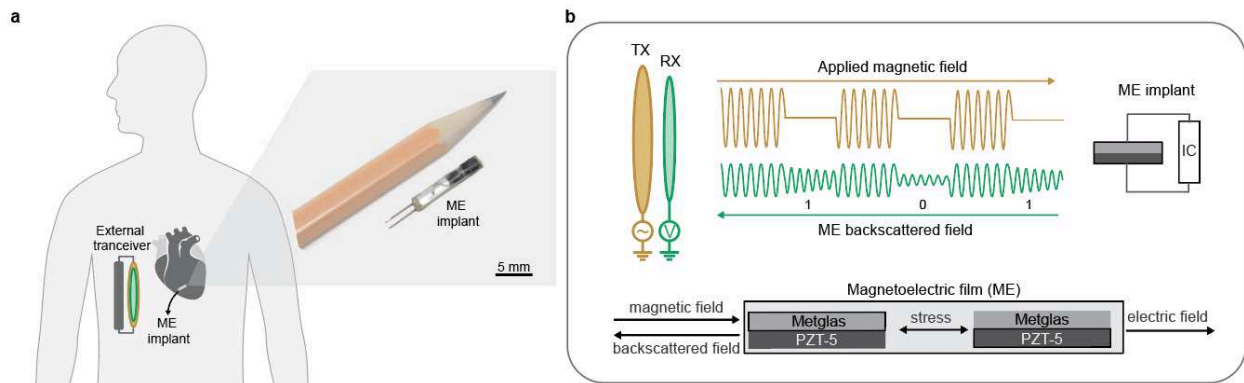 a
External
tranceiver
ME
implant
ME
implant
5 mm
b
TX
RX
Applied magnetic field
1
0
1
ME backscattered field
ME implant
IC
V
Magnetoelectric film (ME)
magnetic field
backscattered field
Metglas
PZT-5
stress
Metglas
PZT-5
electric field